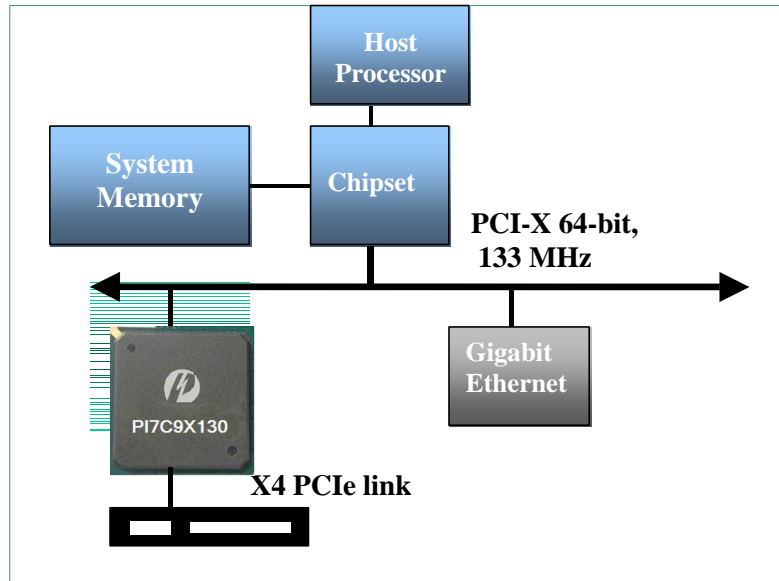 Host
Processor
System
Memory
Chipset
PCI-X 64-bit,
133 MHz
Gigabit
Ethernet
PI7C9X130
X4 PCIe link